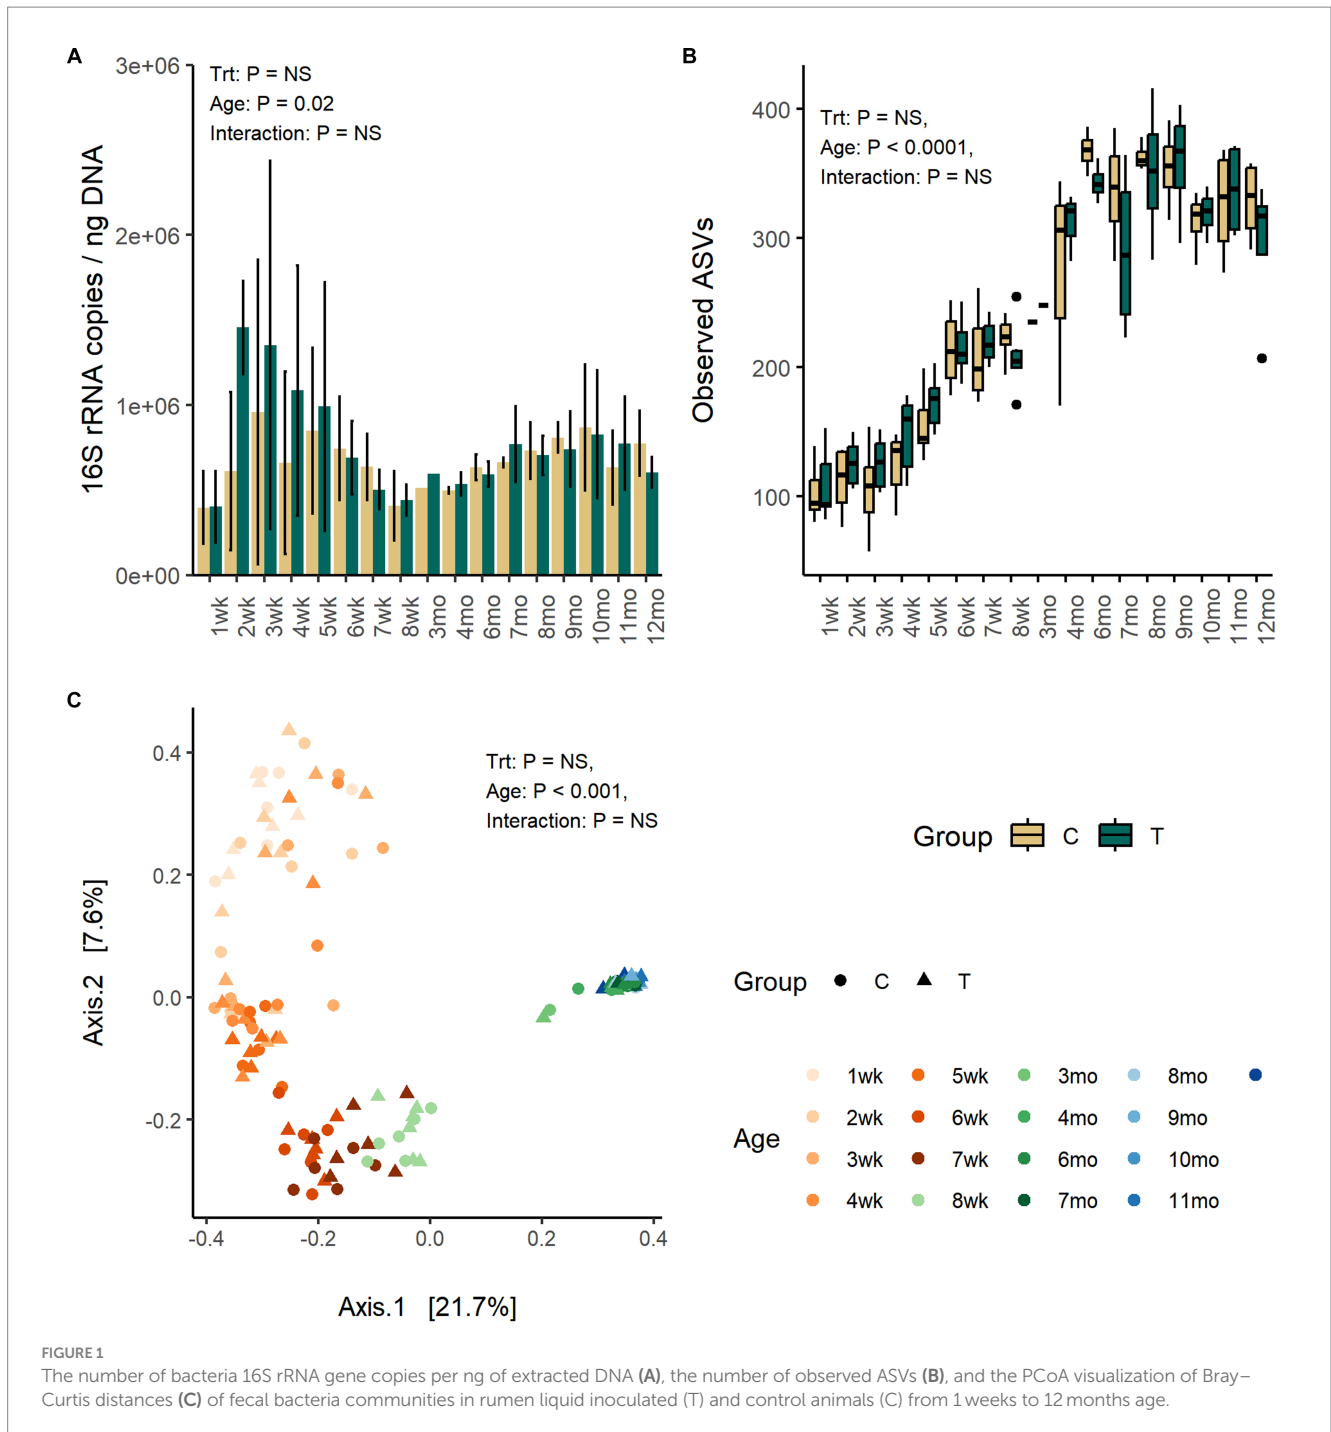 A
3e+06
2e+06
1e+06
0e+00
16S rRNA copies / ng DNA
Trt: P = NS
Age: P = 0.02
Interaction: P = NS
1wk
2wk
3wk
4wk
5wk
6wk
7wk
8wk
3mo
4mo
6mo
7mo
8mo
9mo
10mo
11mo
12mo
B
400
300
200
100
Observed ASVs
Trt: P = NS,
Age: P < 0.0001,
Interaction: P = NS
1wk
2wk
3wk
4wk
5wk
6wk
7wk
8wk
3mo
4mo
6mo
7mo
8mo
9mo
10mo
11mo
12mo
C
0.4
0.2
0.0
-0.2
Axis.2 [7.6%]
Trt: P = NS,
Age: P < 0.001,
Interaction: P = NS
-0.4
-0.2
0.0
0.2
0.4
Axis.1 [21.7%]
Group C T
Group C T
Age
1wk 5wk 3mo 8mo
2wk 6wk 4mo 9mo
3wk 7wk 6mo 10mo
4wk 8wk 7mo 11mo
FIGURE 1
The number of bacteria 16S rRNA gene copies per ng of extracted DNA (A), the number of observed ASVs (B), and the PCoA visualization of Bray–
Curtis distances (C) of fecal bacteria communities in rumen liquid inoculated (T) and control animals (C) from 1 weeks to 12 months age.